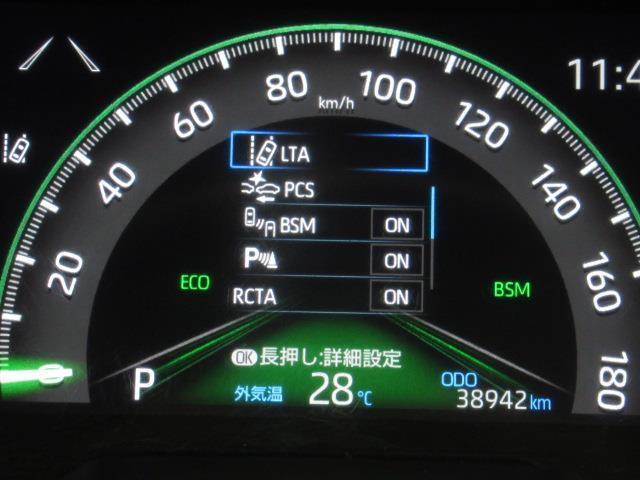 11:4
80
100
km/h
60
120
40
140
20
160
0
180
LTA
PCS
BSM ON
P ON
RCTA ON
ECO
BSM
OK 長押し:詳細設定
P
外気温 28℃
ODO
38942 km